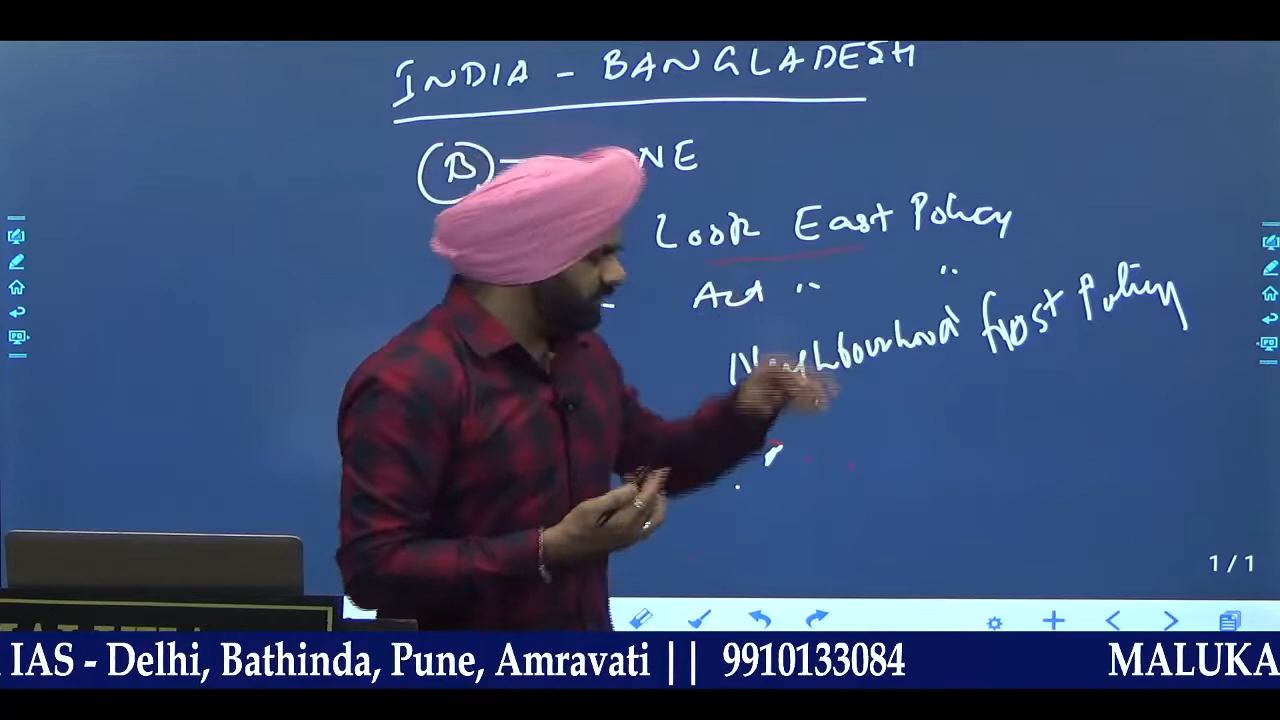 INDIA - BANGLADESH
B NE
Look East Policy
Act " "
Neighbourhood first Policy
1 / 1
IAS - Delhi, Bathinda, Pune, Amravati || 9910133084 MALUKA